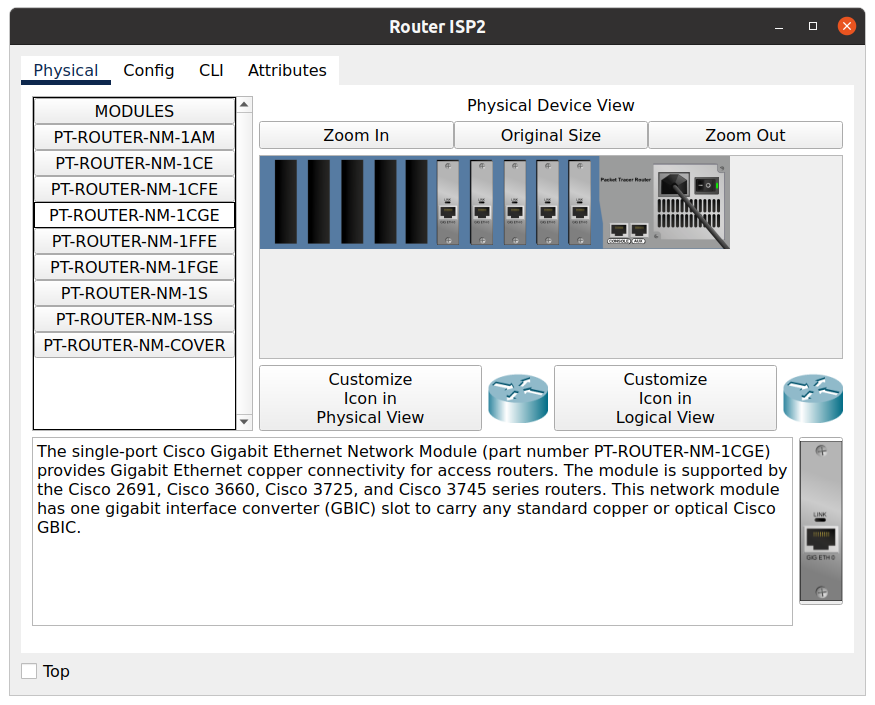 Router ISP2
Physical
Config
CLI
Attributes
MODULES
PT-ROUTER-NM-1AM
PT-ROUTER-NM-1CE
PT-ROUTER-NM-1CFE
PT-ROUTER-NM-1CGE
PT-ROUTER-NM-1FFE
PT-ROUTER-NM-1FGE
PT-ROUTER-NM-1S
PT-ROUTER-NM-1SS
PT-ROUTER-NM-COVER
Physical Device View
Zoom In
Original Size
Zoom Out
Packet Tracer Router
CONSOLE
AUX
Customize
Icon in
Physical View
Customize
Icon in
Logical View
The single-port Cisco Gigabit Ethernet Network Module (part number PT-ROUTER-NM-1CGE)
provides Gigabit Ethernet copper connectivity for access routers. The module is supported by
the Cisco 2691, Cisco 3660, Cisco 3725, and Cisco 3745 series routers. This network module
has one gigabit interface converter (GBIC) slot to carry any standard copper or optical Cisco
GBIC.
LINK
GIG ETH 0
Top